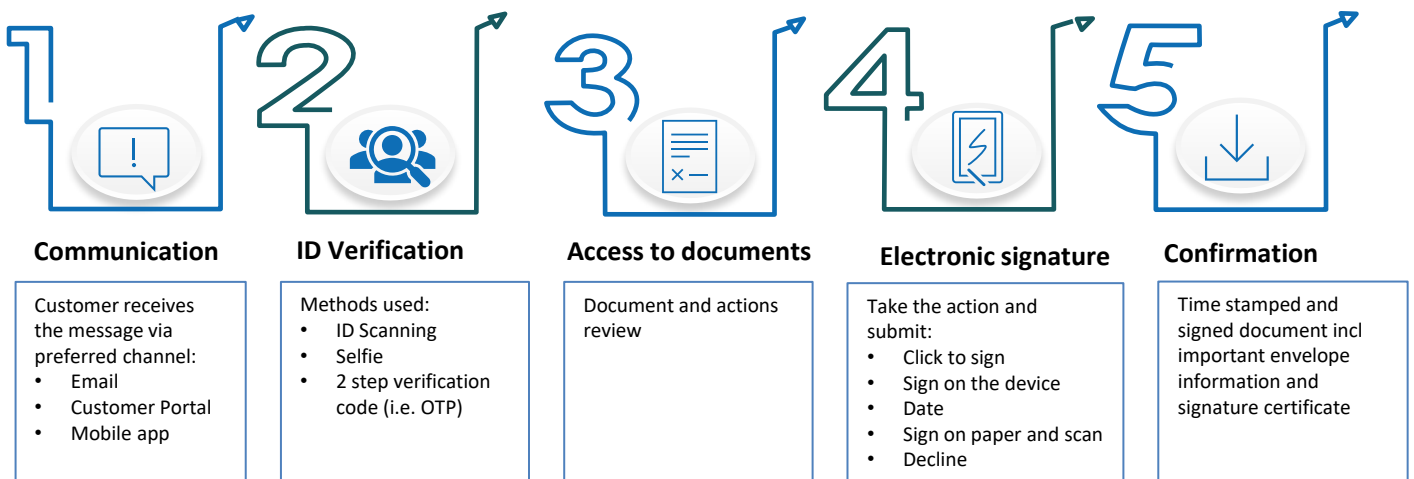 1
Communication
Customer receives
the message via
preferred channel:
• Email
• Customer Portal
• Mobile app
2
ID Verification
Methods used:
• ID Scanning
• Selfie
• 2 step verification
code (i.e. OTP)
3
Access to documents
Document and actions
review
4
Electronic signature
Take the action and
submit:
• Click to sign
• Sign on the device
• Date
• Sign on paper and scan
• Decline
5
Confirmation
Time stamped and
signed document incl
important envelope
information and
signature certificate